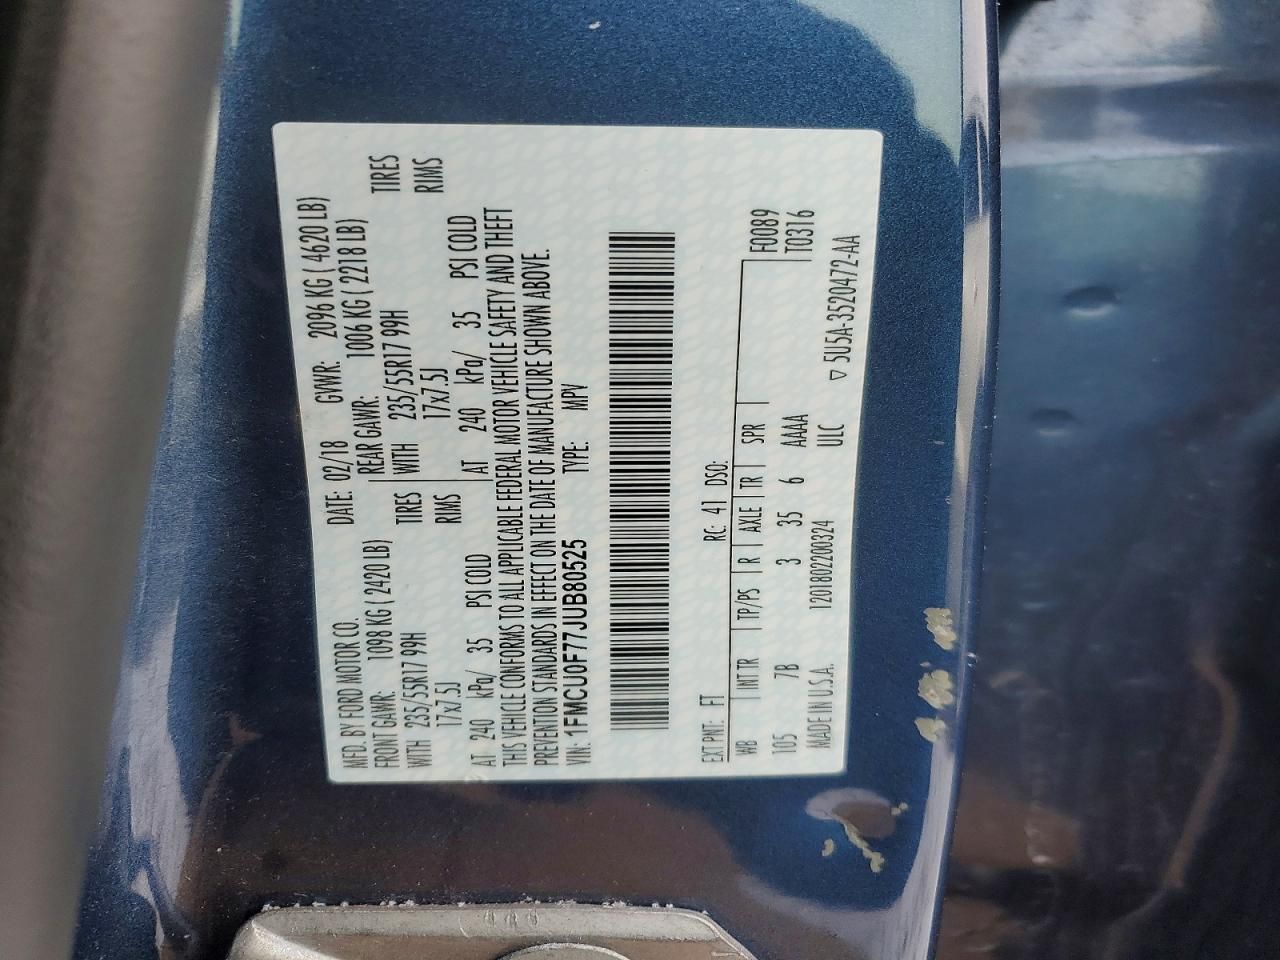 MFD. BY FORD MOTOR CO.
DATE: 02/18 GVWR: 2096 KG ( 4620 LB)
FRONT GAWR: 1098 KG ( 2420 LB)
REAR GAWR: 1006 KG ( 2218 LB)
WITH 235/55R17 99H TIRES
WITH 235/55R17 99H TIRES
17x7.5J RIMS
17x7.5J RIMS
AT 240 kPa/ 35 PSI COLD
AT 240 kPa/ 35 PSI COLD
THIS VEHICLE CONFORMS TO ALL APPLICABLE FEDERAL MOTOR VEHICLE SAFETY AND THEFT
PREVENTION STANDARDS IN EFFECT ON THE DATE OF MANUFACTURE SHOWN ABOVE.
VIN: 1FMCU0F77JUB80525 TYPE: MPV
EXT PNT: FT RC: 41 DSO: F0089
WB INT TR TP/PS R AXLE TR SPR T0316
105 7B 3 35 6 AAAA
MADE IN U.S.A. 1201802200324 ULC ▽ 5U5A-3520472-AA